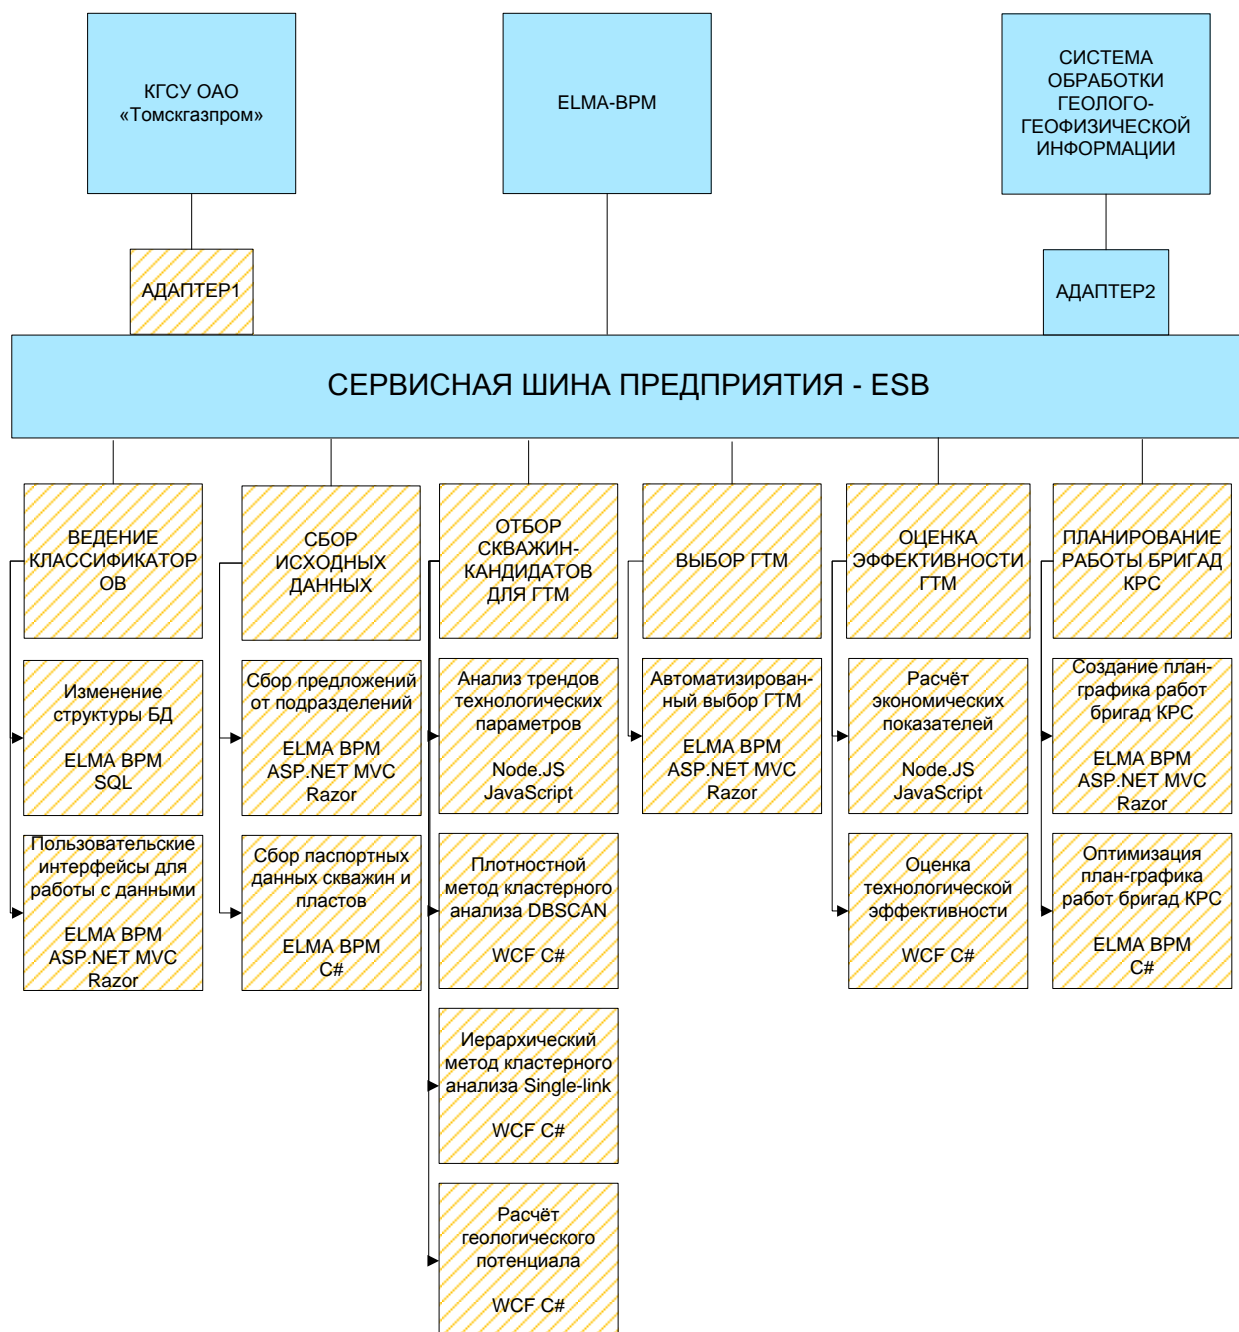 КГСУ ОАО
«Томскгазпром»
ELMA-BPM
СИСТЕМА
ОБРАБОТКИ
ГЕОЛОГО-
ГЕОФИЗИЧЕСКОЙ
ИНФОРМАЦИИ
АДАПТЕР1
АДАПТЕР2
СЕРВИСНАЯ ШИНА ПРЕДПРИЯТИЯ - ESB
ВЕДЕНИЕ
КЛАССИФИКАТОР
ОВ
СБОР
ИСХОДНЫХ
ДАННЫХ
ОТБОР
СКВАЖИН-
КАНДИДАТОВ
ДЛЯ ГТМ
ВЫБОР ГТМ
ОЦЕНКА
ЭФФЕКТИВНОСТИ
ГТМ
ПЛАНИРОВАНИЕ
РАБОТЫ БРИГАД
КРС
Изменение
структуры БД
ELMA BPM
SQL
Сбор предложений
от подразделений
ELMA BPM
ASP.NET MVC
Razor
Анализ трендов
технологических
параметров
Node.JS
JavaScript
Автоматизирован-
ный выбор ГТМ
ELMA BPM
ASP.NET MVC
Razor
Расчёт
экономических
показателей
Node.JS
JavaScript
Создание план-
графика работ
бригад КРС
ELMA BPM
ASP.NET MVC
Razor
Пользовательские
интерфейсы для
работы с данными
ELMA BPM
ASP.NET MVC
Razor
Сбор паспортных
данных скважин и
пластов
ELMA BPM
C#
Плотностной
метод кластерного
анализа DBSCAN
WCF C#
Оценка
технологической
эффективности
WCF C#
Оптимизация
план-графика
работ бригад КРС
ELMA BPM
C#
Иерархический
метод кластерного
анализа Single-link
WCF C#
Расчёт
геологического
потенциала
WCF C#